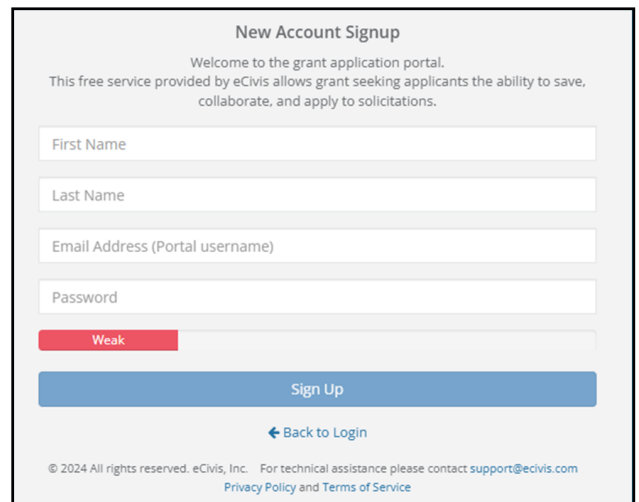 New Account Signup
Welcome to the grant application portal.
This free service provided by eCivis allows grant seeking applicants the ability to save,
collaborate, and apply to solicitations.
First Name
Last Name
Email Address (Portal username)
Password
Weak
Sign Up
Back to Login
© 2024 All rights reserved. eCivis, Inc. For technical assistance please contact support@ecivis.com
Privacy Policy and Terms of Service